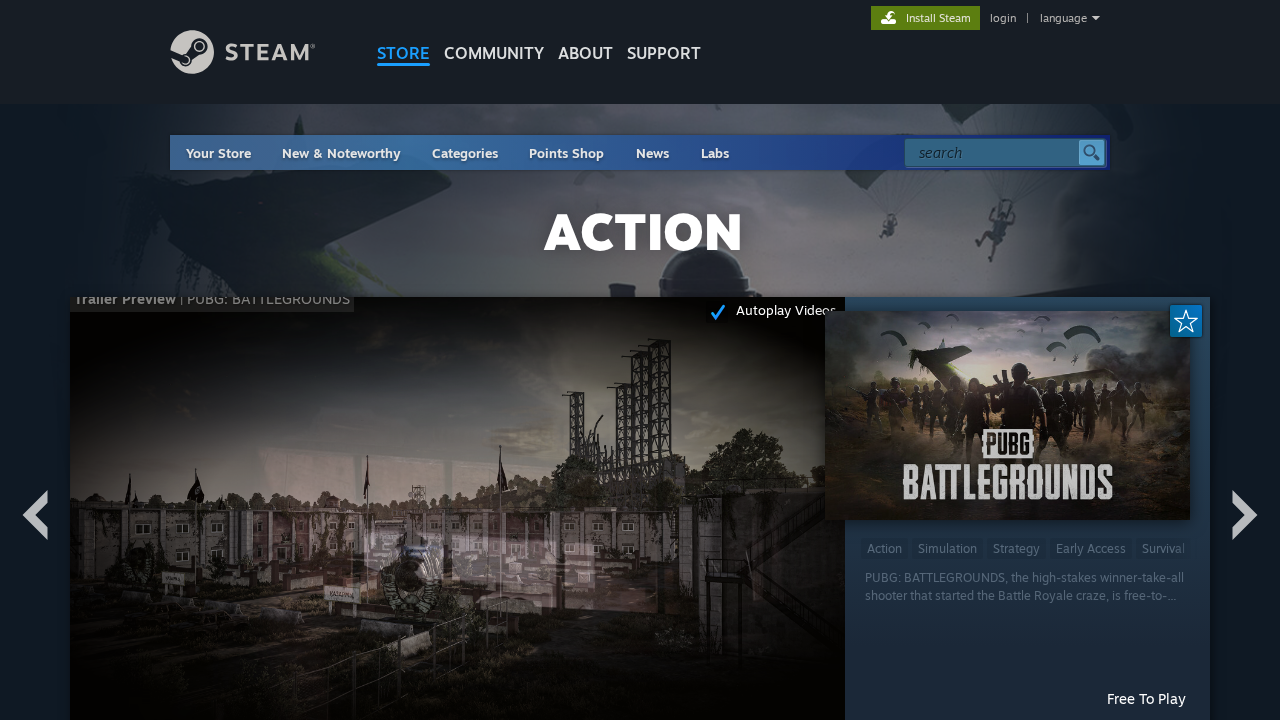 Install Steam
login | language
STEAM®
STORE COMMUNITY ABOUT SUPPORT
Your Store New & Noteworthy Categories Points Shop News Labs
search
ACTION
Trailer Preview | PUBG: BATTLEGROUNDS
Autoplay Videos
PUBG
BATTLEGROUNDS
Action Simulation Strategy Early Access Survival
PUBG: BATTLEGROUNDS, the high-stakes winner-take-all
shooter that started the Battle Royale craze, is free-to-...
Free To Play